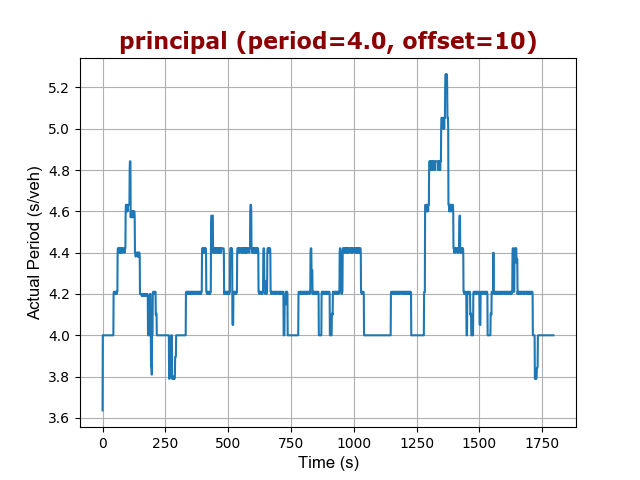 principal (period=4.0, offset=10)
Actual Period (s/veh)
5.2
5.0
4.8
4.6
4.4
4.2
4.0
3.8
3.6
0 250 500 750 1000 1250 1500 1750
Time (s)